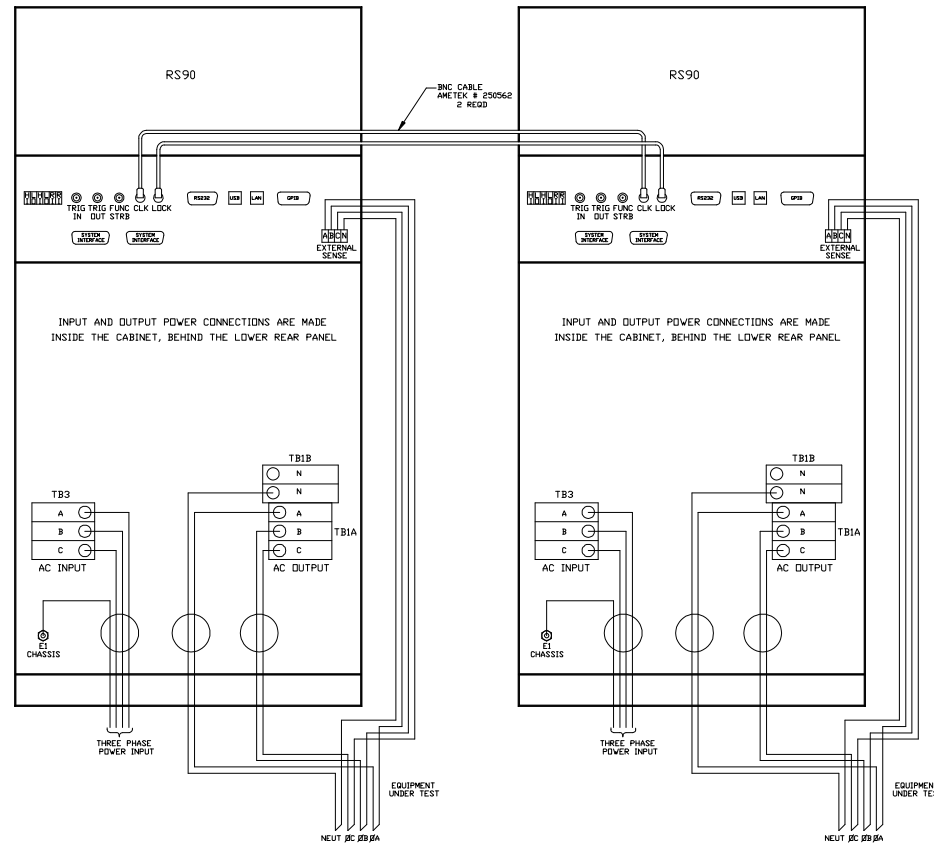 RS90
RS90
BNC CABLE
AMETEK # 250562
2 REQD
TRIG IN
TRIG OUT
FUNC STRB
CLK
LOCK
RS232
USB
LAN
GPIB
SYSTEM INTERFACE
SYSTEM INTERFACE
A B C N
EXTERNAL
SENSE
TRIG IN
TRIG OUT
FUNC STRB
CLK
LOCK
RS232
USB
LAN
GPIB
SYSTEM INTERFACE
SYSTEM INTERFACE
A B C N
EXTERNAL
SENSE
INPUT AND OUTPUT POWER CONNECTIONS ARE MADE
INSIDE THE CABINET, BEHIND THE LOWER REAR PANEL
INPUT AND OUTPUT POWER CONNECTIONS ARE MADE
INSIDE THE CABINET, BEHIND THE LOWER REAR PANEL
TB1B
N
N
TB3
A
B
C
AC INPUT
A
B
C
TB1A
AC OUTPUT
E1
CHASSIS
THREE PHASE
POWER INPUT
EQUIPMENT
UNDER TEST
NEUT ØC ØB ØA
TB1B
N
N
TB3
A
B
C
AC INPUT
A
B
C
TB1A
AC OUTPUT
E1
CHASSIS
THREE PHASE
POWER INPUT
EQUIPMEN
UNDER TE
NEUT ØC ØB ØA